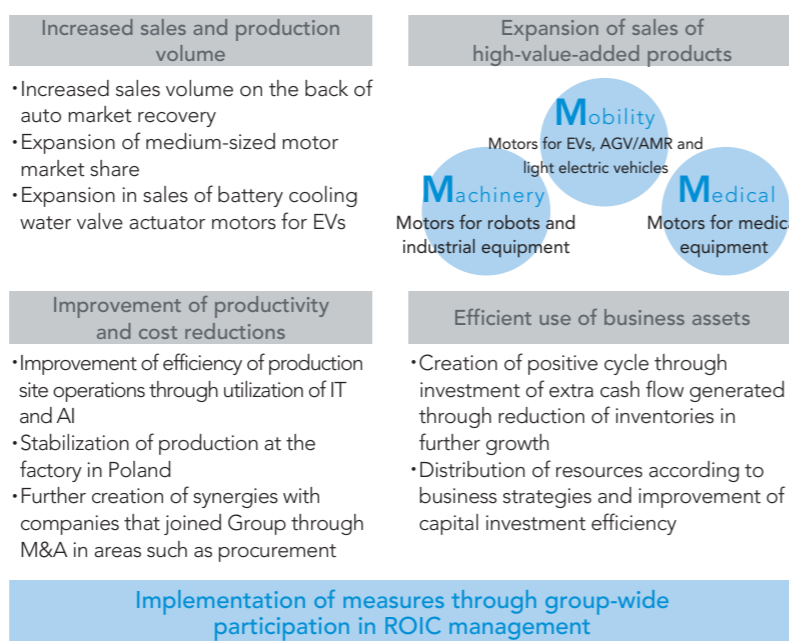 Increased sales and production
volume
・Increased sales volume on the back of
auto market recovery
・Expansion of medium-sized motor
market share
・Expansion in sales of battery cooling
water valve actuator motors for EVs
Expansion of sales of
high-value-added products
Mobility
Motors for EVs, AGV/AMR and
light electric vehicles
Machinery
Motors for robots and
industrial equipment
Medical
Motors for medica
equipment
Improvement of productivity
and cost reductions
・Improvement of efficiency of production
site operations through utilization of IT
and AI
・Stabilization of production at the
factory in Poland
・Further creation of synergies with
companies that joined Group through
M&A in areas such as procurement
Efficient use of business assets
・Creation of positive cycle through
investment of extra cash flow generated
through reduction of inventories in
further growth
・Distribution of resources according to
business strategies and improvement of
capital investment efficiency
Implementation of measures through group-wide
participation in ROIC management